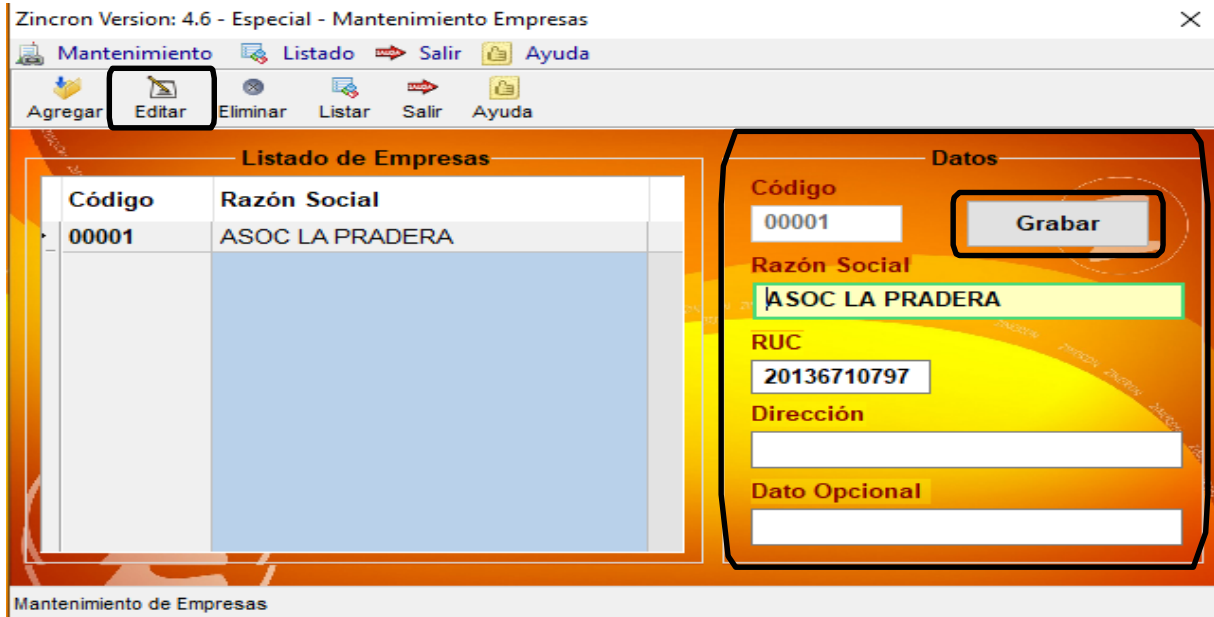 Zincron Version: 4.6 - Especial - Mantenimiento Empresas
Mantenimiento Listado Salir Ayuda
Agregar Editar Eliminar Listar Salir Ayuda
Listado de Empresas
Código Razón Social
00001 ASOC LA PRADERA
Datos
Código
00001 Grabar
Razón Social
ASOC LA PRADERA
RUC
20136710797
Dirección
Dato Opcional
Mantenimiento de Empresas